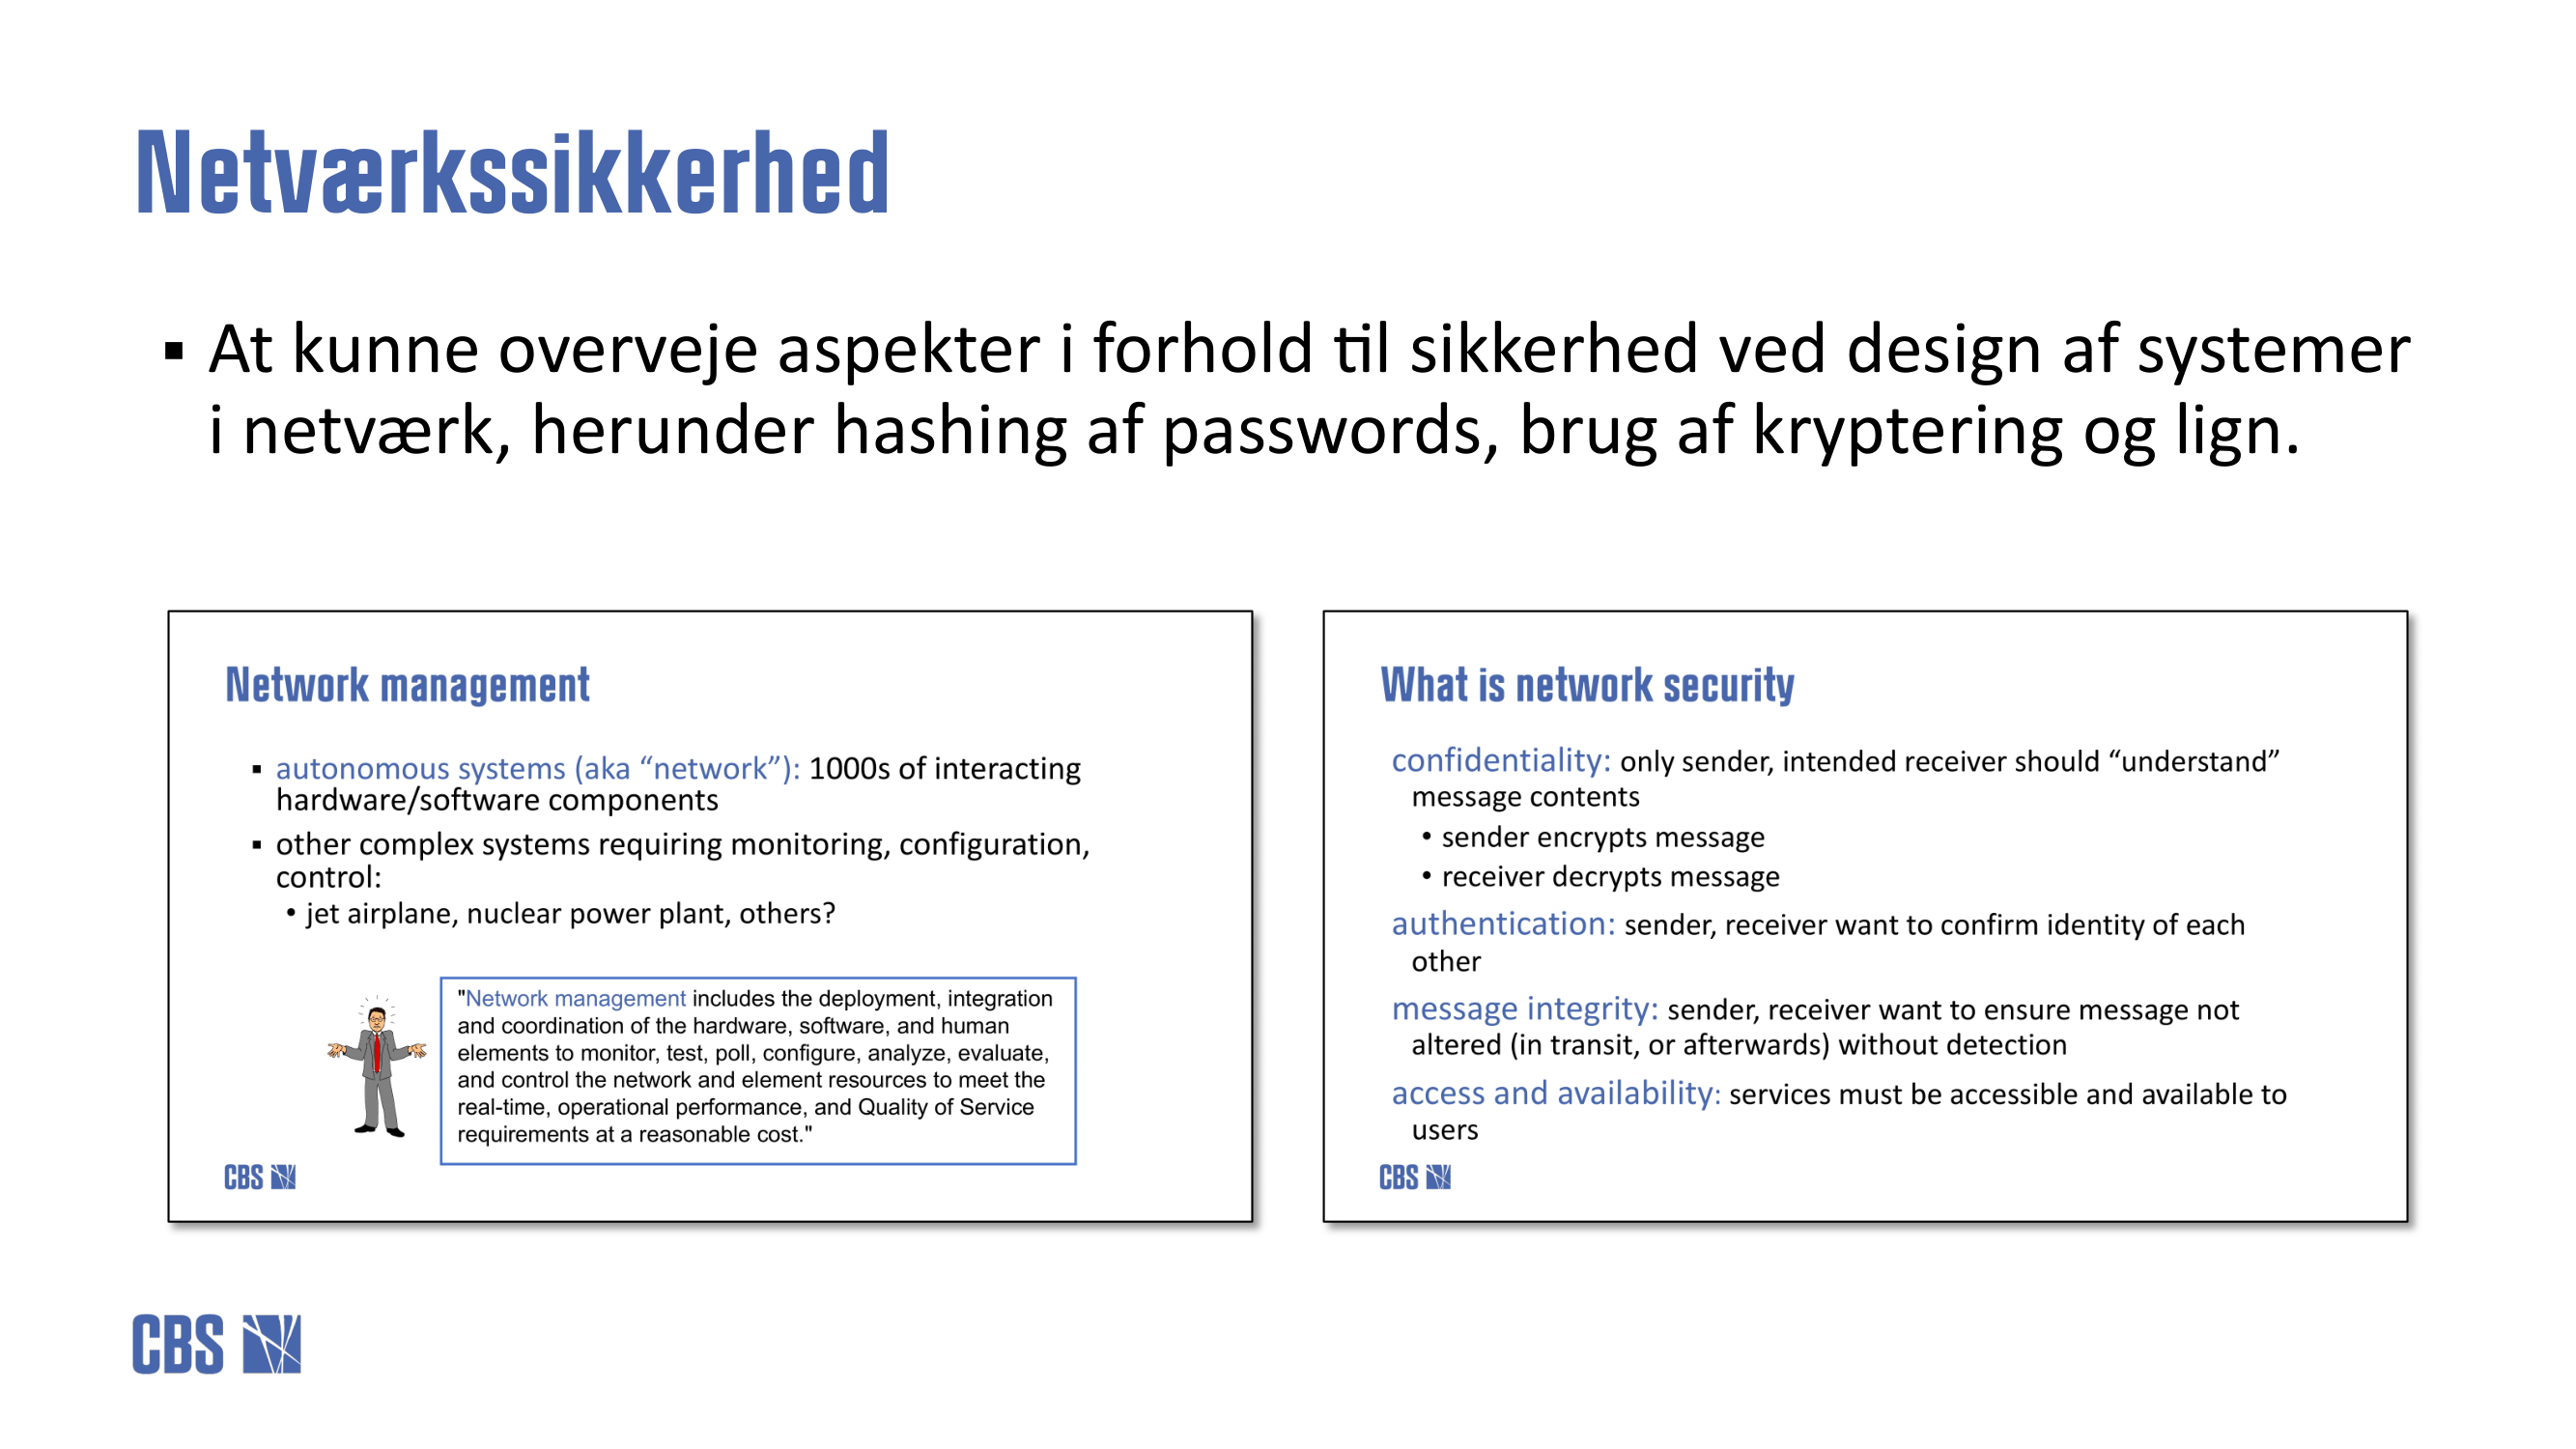 Netværkssikkerhed
▪ At kunne overveje aspekter i forhold til sikkerhed ved design af systemer
i netværk, herunder hashing af passwords, brug af kryptering og lign.
Network management
▪ autonomous systems (aka “network”): 1000s of interacting
hardware/software components
▪ other complex systems requiring monitoring, configuration,
control:
• jet airplane, nuclear power plant, others?
"Network management includes the deployment, integration
and coordination of the hardware, software, and human
elements to monitor, test, poll, configure, analyze, evaluate,
and control the network and element resources to meet the
real-time, operational performance, and Quality of Service
requirements at a reasonable cost."
CBS
What is network security
confidentiality: only sender, intended receiver should “understand”
message contents
• sender encrypts message
• receiver decrypts message
authentication: sender, receiver want to confirm identity of each
other
message integrity: sender, receiver want to ensure message not
altered (in transit, or afterwards) without detection
access and availability: services must be accessible and available to
users
CBS
CBS